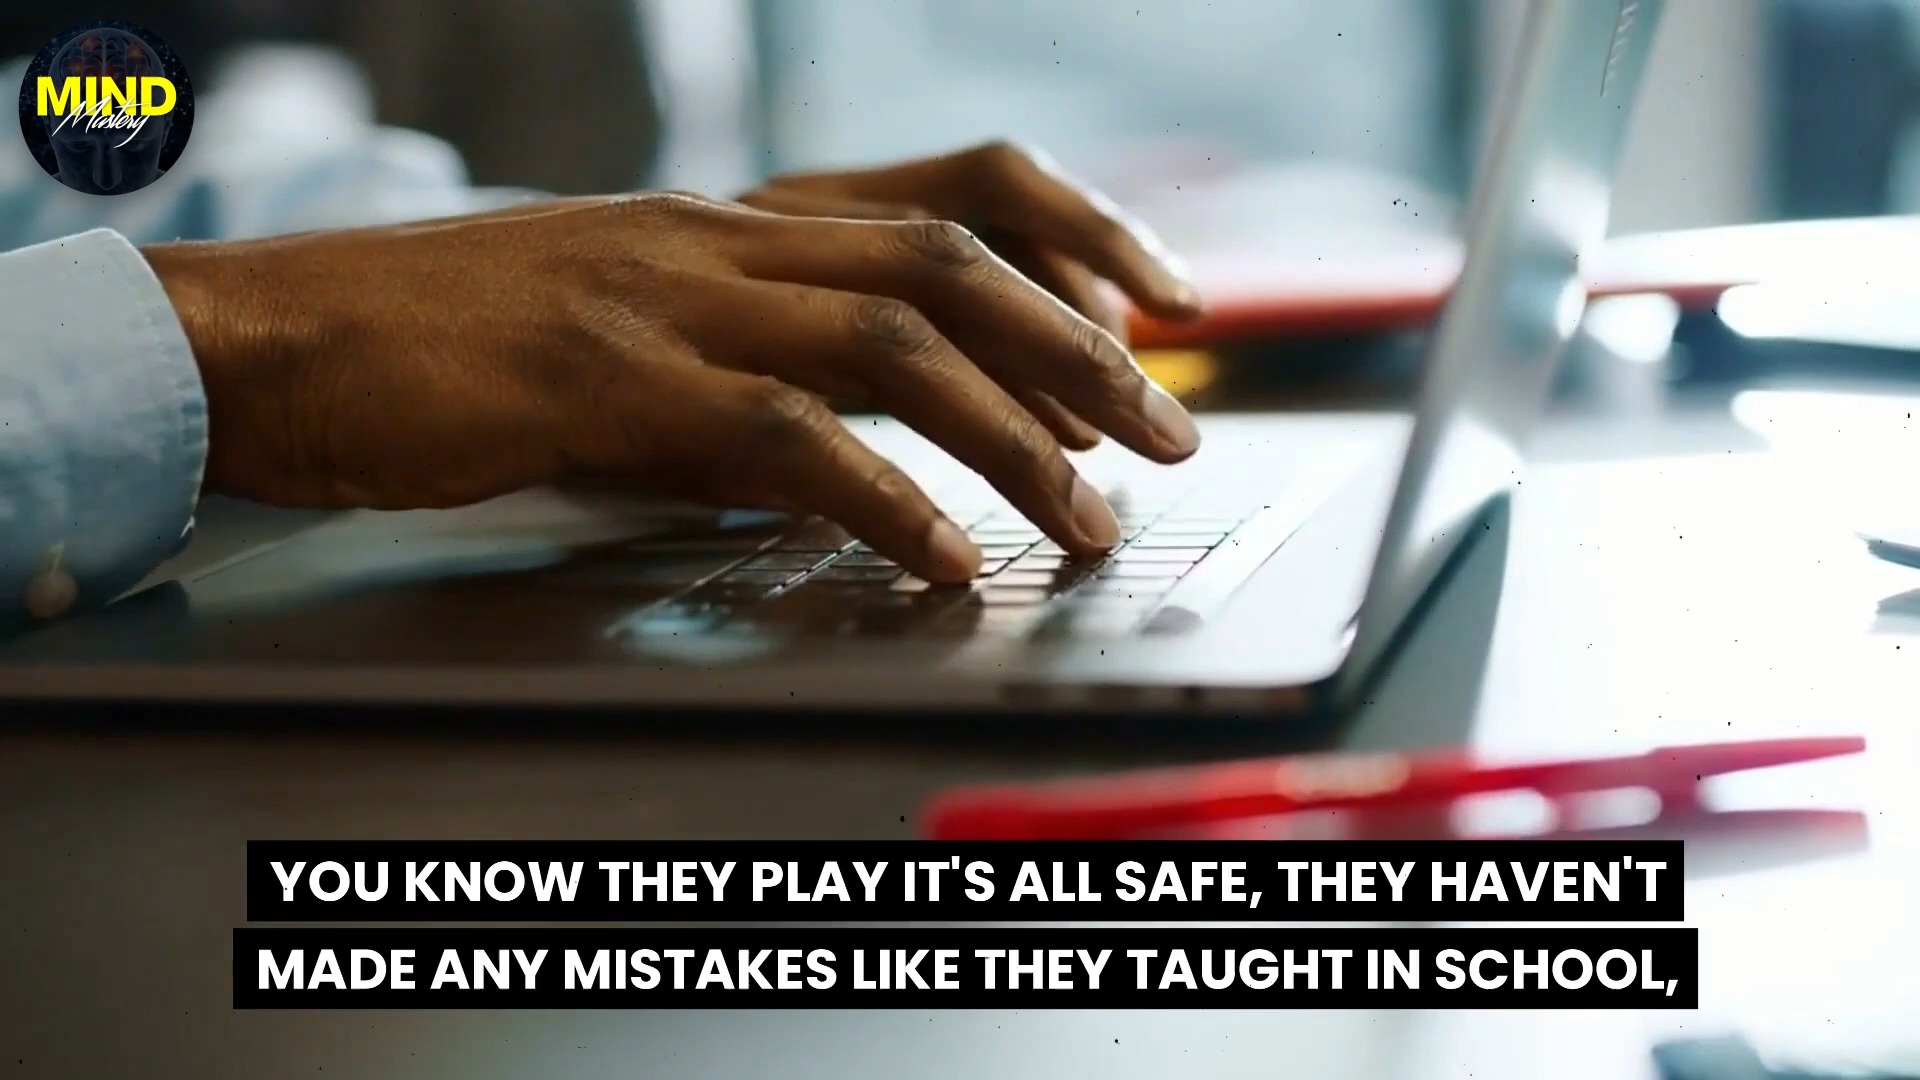 MIND
Mastery
YOU KNOW THEY PLAY IT'S ALL SAFE, THEY HAVEN'T
MADE ANY MISTAKES LIKE THEY TAUGHT IN SCHOOL,